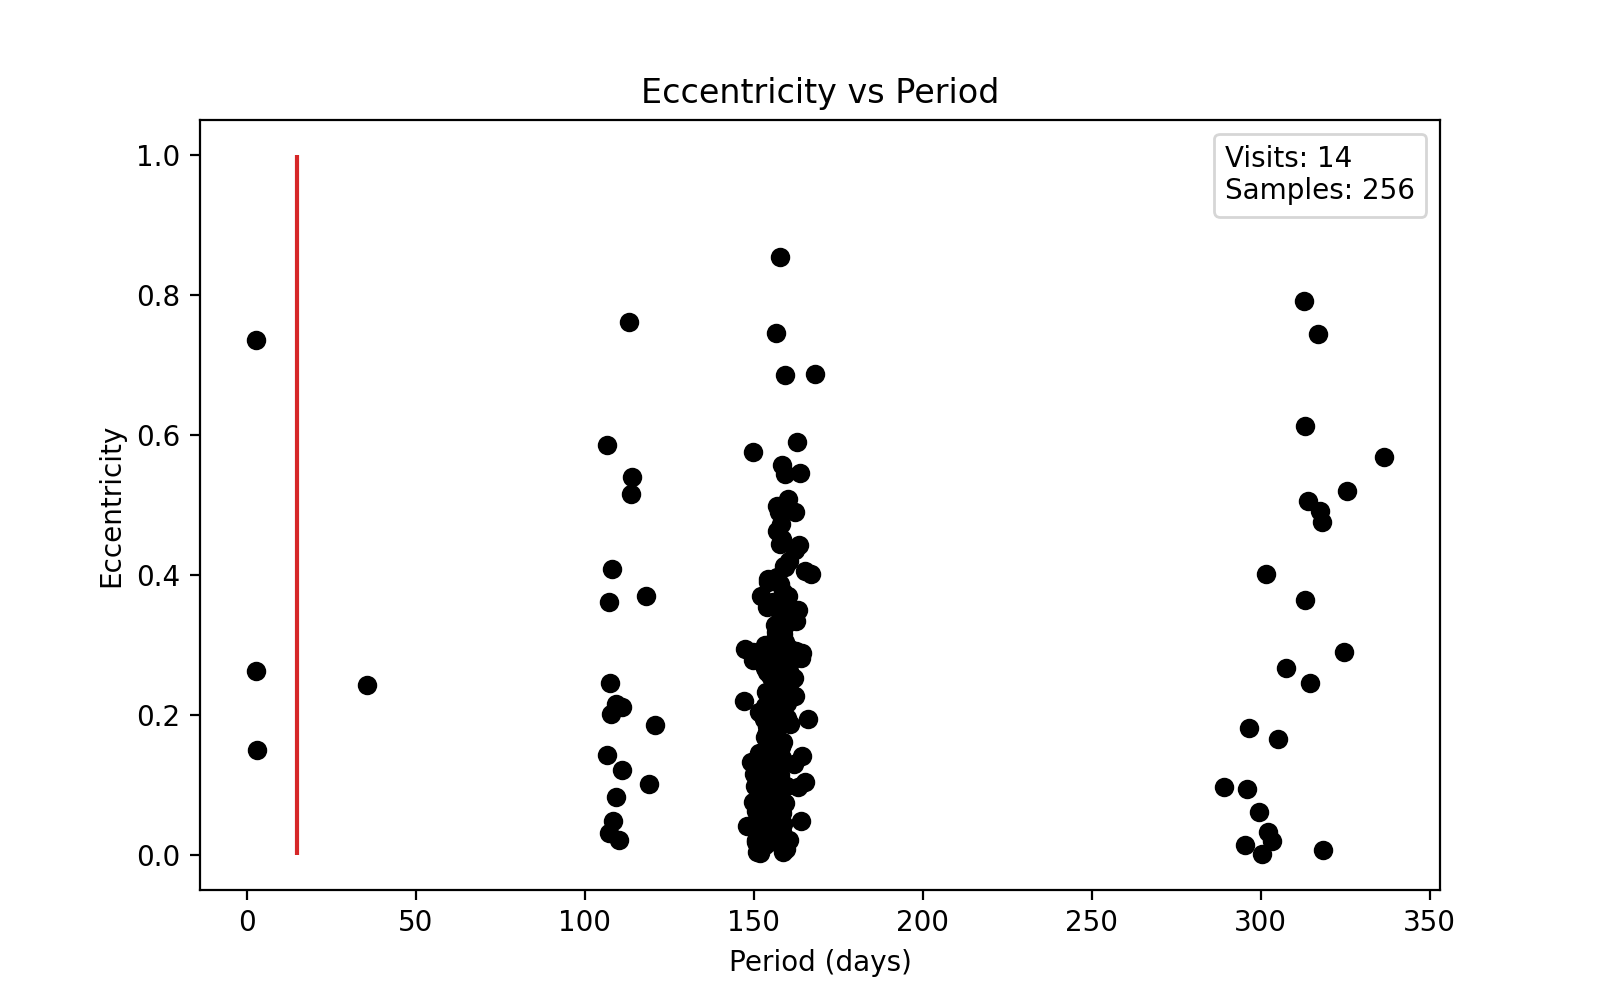 Eccentricity vs Period
Visits: 14
Samples: 256
1.0
0.8
0.6
0.4
0.2
0.0
Eccentricity
0 50 100 150 200 250 300 350
Period (days)